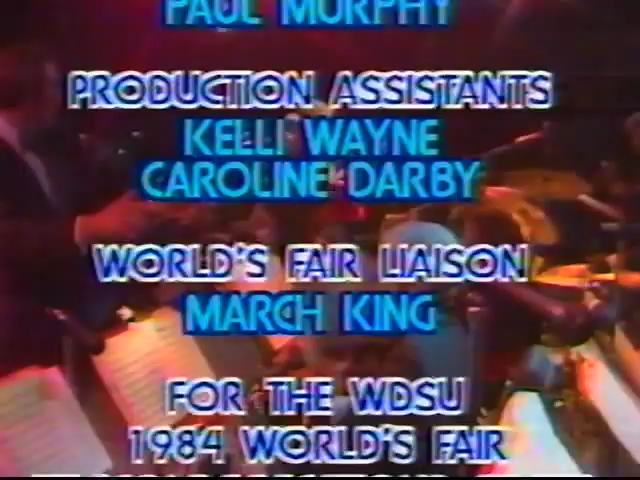 PAUL MURPHY
PRODUCTION ASSISTANTS
KELLI WAYNE
CAROLINE DARBY
WORLD'S FAIR LIAISON
MARCH KING
FOR THE WDSU
1984 WORLD'S FAIR